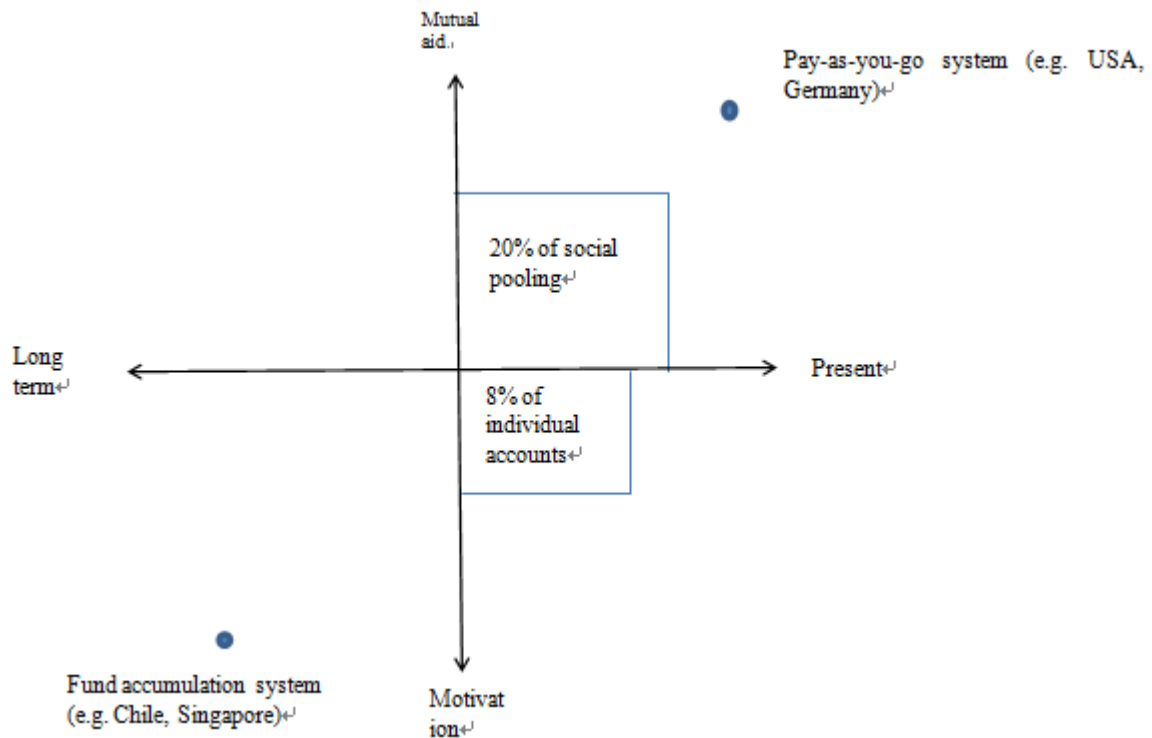 Mutual
aid.
Pay-as-you-go system (e.g. USA,
Germany)
20% of social
pooling
Long
term
Present
8% of
individual
accounts
Fund accumulation system
(e.g. Chile, Singapore)
Motivat
ion